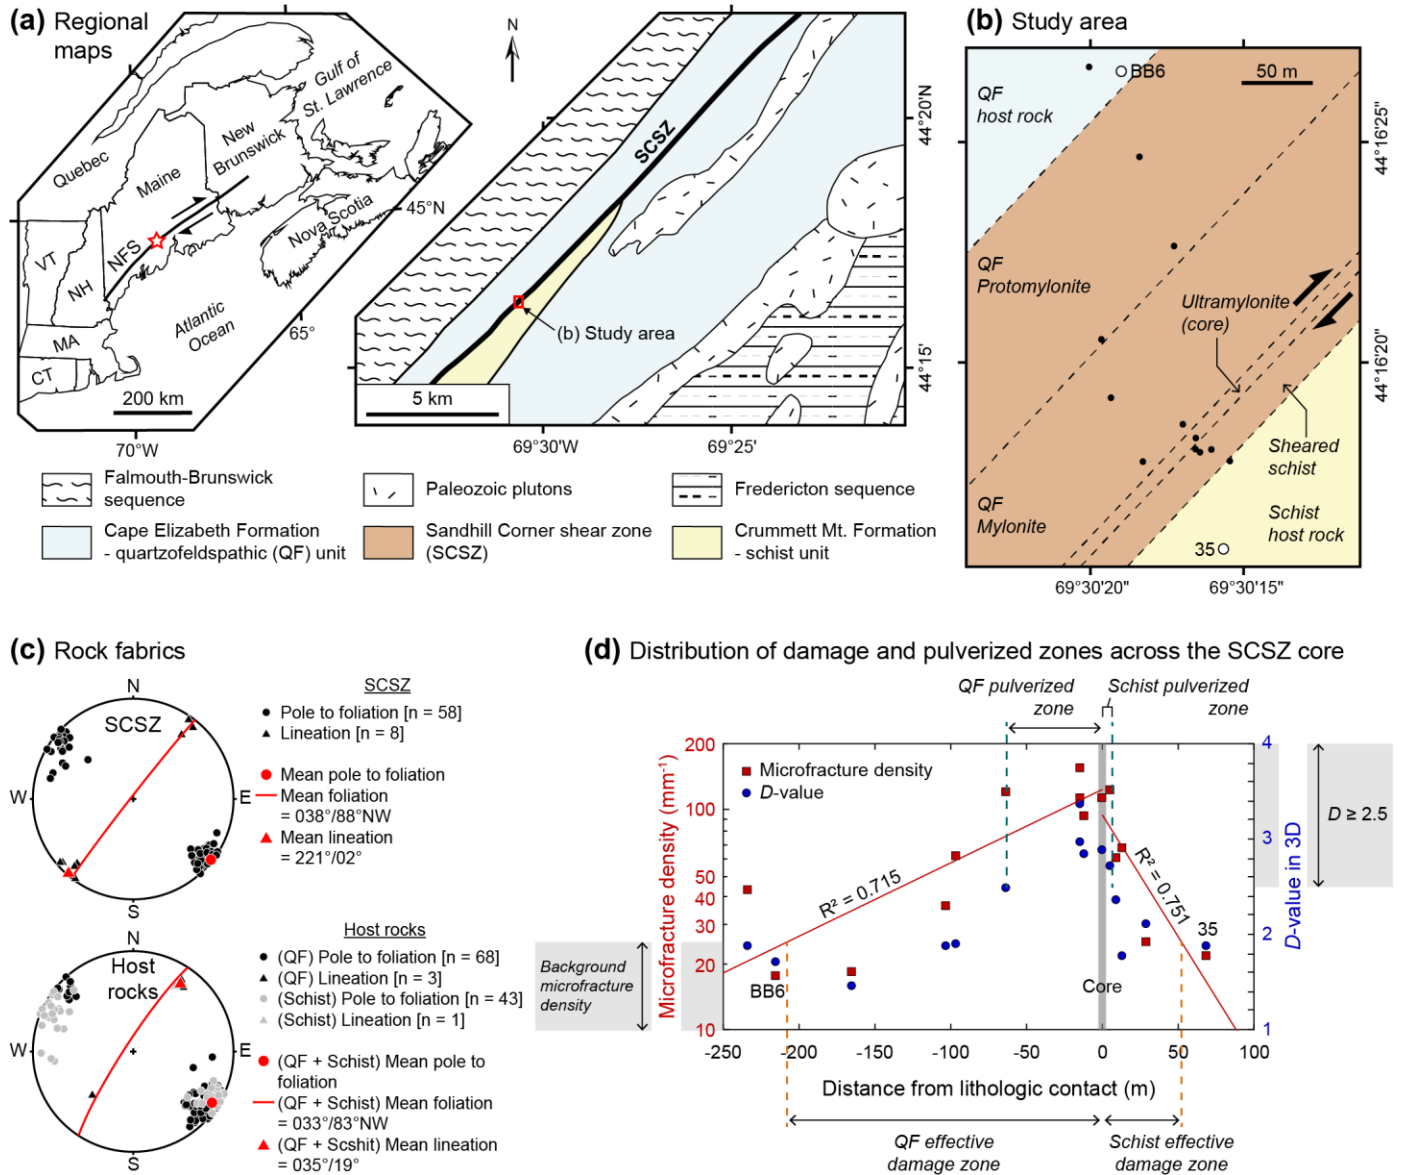 (a) Regional
maps
Gulf of
St. Lawrence
New
Brunswick
Quebec
Maine
Nova Scotia
45°N
VT
NH
NFS
MA
CT
Atlantic
Ocean
65°
200 km
70°W
N
SCSZ
(b) Study area
5 km
44°20'N
44°15'
69°30'W
69°25'
Falmouth-Brunswick
sequence
Paleozoic plutons
Fredericton sequence
Cape Elizabeth Formation
- quartzofeldspathic (QF) unit
Sandhill Corner shear zone
(SCSZ)
Crummett Mt. Formation
- schist unit
(b) Study area
BB6
50 m
QF
host rock
44°16'25"
QF
Protomylonite
Ultramylonite
(core)
44°16'20"
Sheared
schist
QF
Mylonite
Schist
host rock
35
69°30'20"
69°30'15"
(c) Rock fabrics
N
SCSZ
W
E
S
SCSZ
Pole to foliation [n = 58]
Lineation [n = 8]
Mean pole to foliation
Mean foliation
= 038°/88°NW
Mean lineation
= 221°/02°
N
Host
rocks
W
E
S
Host rocks
(QF) Pole to foliation [n = 68]
(QF) Lineation [n = 3]
(Schist) Pole to foliation [n = 43]
(Schist) Lineation [n = 1]
(QF + Schist) Mean pole to
foliation
(QF + Schist) Mean foliation
= 033°/83°NW
(QF + Scshit) Mean lineation
= 035°/19°
(d) Distribution of damage and pulverized zones across the SCSZ core
QF pulverized
zone
Schist pulverized
zone
Microfracture density (mm⁻¹)
200
100
50
40
30
20
10
Microfracture density
D-value
R² = 0.715
R² = 0.751
BB6
Core
35
4
3
2
1
D-value in 3D
D ≥ 2.5
Background
microfracture
density
-250
-200
-150
-100
-50
0
50
100
Distance from lithologic contact (m)
QF effective
damage zone
Schist effective
damage zone